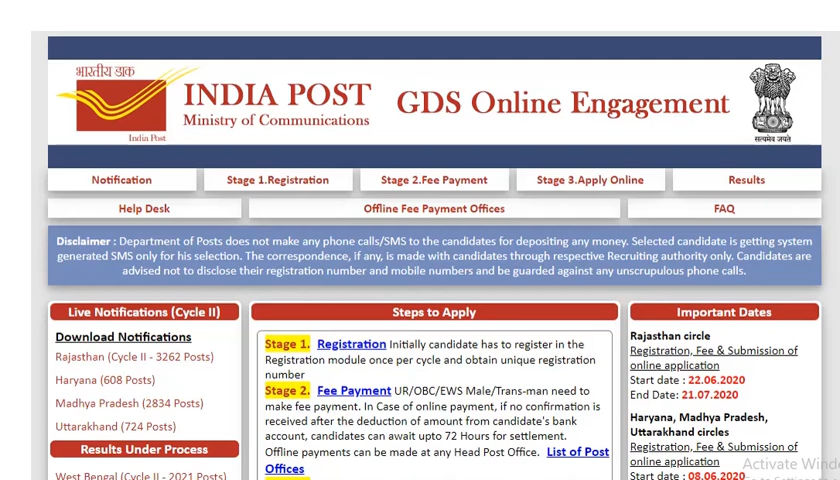 भारतीय डाक
India Post
INDIA POST
Ministry of Communications
GDS Online Engagement
सत्यमेव जयते
Notification
Stage 1.Registration
Stage 2.Fee Payment
Stage 3.Apply Online
Results
Help Desk
Offline Fee Payment Offices
FAQ
Disclaimer : Department of Posts does not make any phone calls/SMS to the candidates for depositing any money. Selected candidate is getting system
generated SMS only for his selection. The correspondence, if any, is made with candidates through respective Recruiting authority only. Candidates are
advised not to disclose their registration number and mobile numbers and be guarded against any unscrupulous phone calls.
Live Notifications (Cycle II)
Download Notifications
Rajasthan (Cycle II - 3262 Posts)
Haryana (608 Posts)
Madhya Pradesh (2834 Posts)
Uttarakhand (724 Posts)
Results Under Process
West Bengal (Cycle II - 2021 Posts)
Steps to Apply
Stage 1. Registration Initially candidate has to register in the
Registration module once per cycle and obtain unique registration
number
Stage 2. Fee Payment UR/OBC/EWS Male/Trans-man need to
make fee payment. In Case of online payment, if no confirmation is
received after the deduction of amount from candidate's bank
account, candidates can await upto 72 Hours for settlement.
Offline payments can be made at any Head Post Office. List of Post
Offices
Important Dates
Rajasthan circle
Registration, Fee & Submission of
online application
Start date : 22.06.2020
End Date: 21.07.2020
Haryana, Madhya Pradesh,
Uttarakhand circles
Registration, Fee & Submission of
online application
Start date : 08.06.2020
Activate Wind